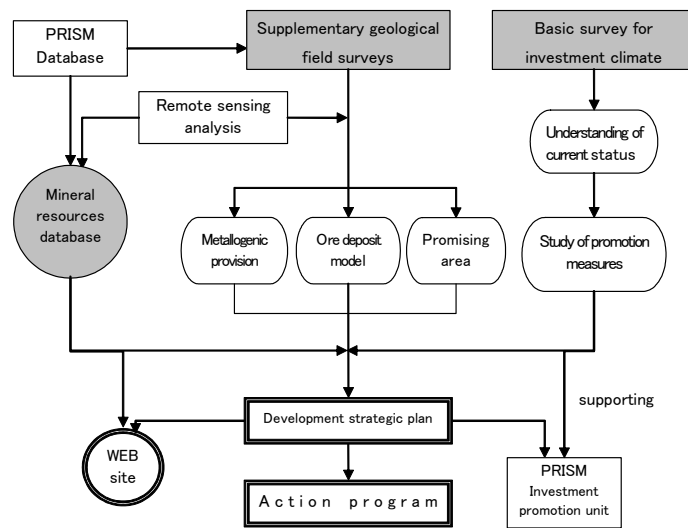 PRISM
Database
Supplementary geological
field surveys
Basic survey for
investment climate
Remote sensing
analysis
Understanding of
current status
Mineral
resources
database
Metallogenic
provision
Ore deposit
model
Promising
area
Study of promotion
measures
supporting
Development strategic plan
WEB
site
PRISM
Investment
promotion unit
Action program